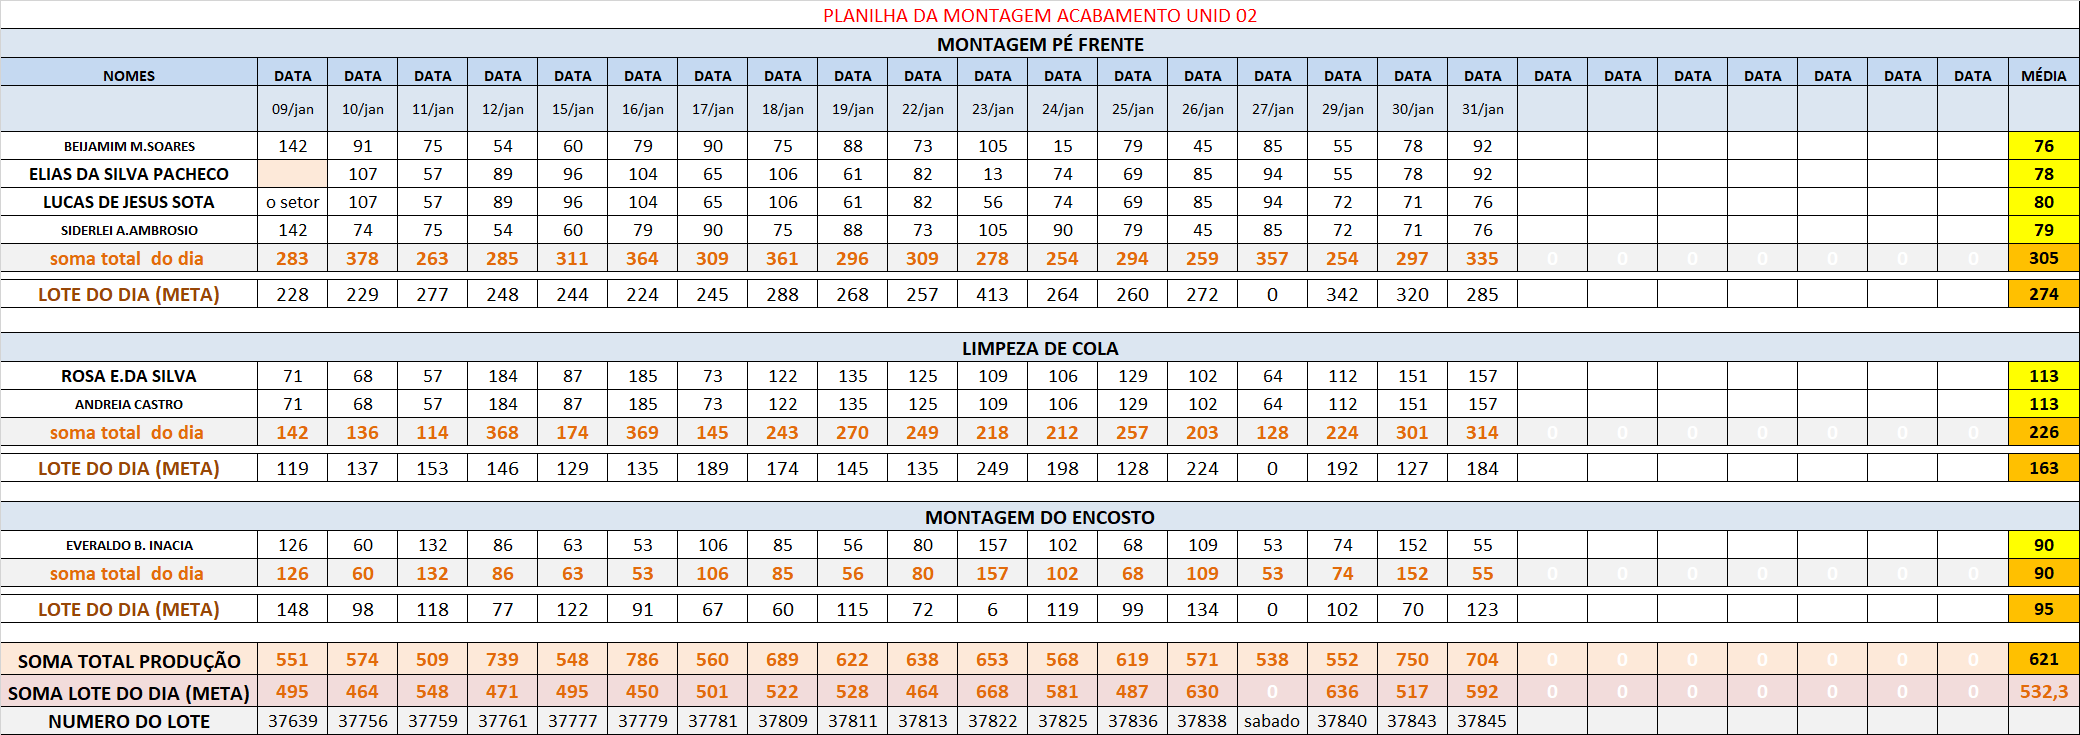 PLANILHA DA MONTAGEM ACABAMENTO UNID 02
MONTAGEM PÉ FRENTE
NOMES DATA DATA DATA DATA DATA DATA DATA DATA DATA DATA DATA DATA DATA DATA DATA DATA DATA DATA DATA DATA DATA DATA DATA DATA DATA MÉDIA
09/jan 10/jan 11/jan 12/jan 15/jan 16/jan 17/jan 18/jan 19/jan 22/jan 23/jan 24/jan 25/jan 26/jan 27/jan 29/jan 30/jan 31/jan
BEIJAMIM M.SOARES 142 91 75 54 60 79 90 75 88 73 105 15 79 45 85 55 78 92 76
ELIAS DA SILVA PACHECO 107 57 89 96 104 65 106 61 82 13 74 69 85 94 55 78 92 78
LUCAS DE JESUS SOTA o setor 107 57 89 96 104 65 106 61 82 56 74 69 85 94 72 71 76 80
SIDERLEI A.AMBROSIO 142 74 75 54 60 79 90 75 88 73 105 90 79 45 85 72 71 76 79
soma total do dia 283 378 263 285 311 364 309 361 296 309 278 254 294 259 357 254 297 335 0 0 0 0 0 0 0 305
LOTE DO DIA (META) 228 229 277 248 244 224 245 288 268 257 413 264 260 272 0 342 320 285 274
LIMPEZA DE COLA
ROSA E.DA SILVA 71 68 57 184 87 185 73 122 135 125 109 106 129 102 64 112 151 157 113
ANDREIA CASTRO 71 68 57 184 87 185 73 122 135 125 109 106 129 102 64 112 151 157 113
soma total do dia 142 136 114 368 174 369 145 243 270 249 218 212 257 203 128 224 301 314 0 0 0 0 0 0 0 226
LOTE DO DIA (META) 119 137 153 146 129 135 189 174 145 135 249 198 128 224 0 192 127 184 163
MONTAGEM DO ENCOSTO
EVERALDO B. INACIA 126 60 132 86 63 53 106 85 56 80 157 102 68 109 53 74 152 55 90
soma total do dia 126 60 132 86 63 53 106 85 56 80 157 102 68 109 53 74 152 55 0 0 0 0 0 0 0 90
LOTE DO DIA (META) 148 98 118 77 122 91 67 60 115 72 6 119 99 134 0 102 70 123 95
SOMA TOTAL PRODUÇÃO 551 574 509 739 548 786 560 689 622 638 653 568 619 571 538 552 750 704 0 0 0 0 0 0 0 621
SOMA LOTE DO DIA (META) 495 464 548 471 495 450 501 522 528 464 668 581 487 630 0 636 517 592 0 0 0 0 0 0 0 532,3
NUMERO DO LOTE 37639 37756 37759 37761 37777 37779 37781 37809 37811 37813 37822 37825 37836 37838 sabado 37840 37843 37845